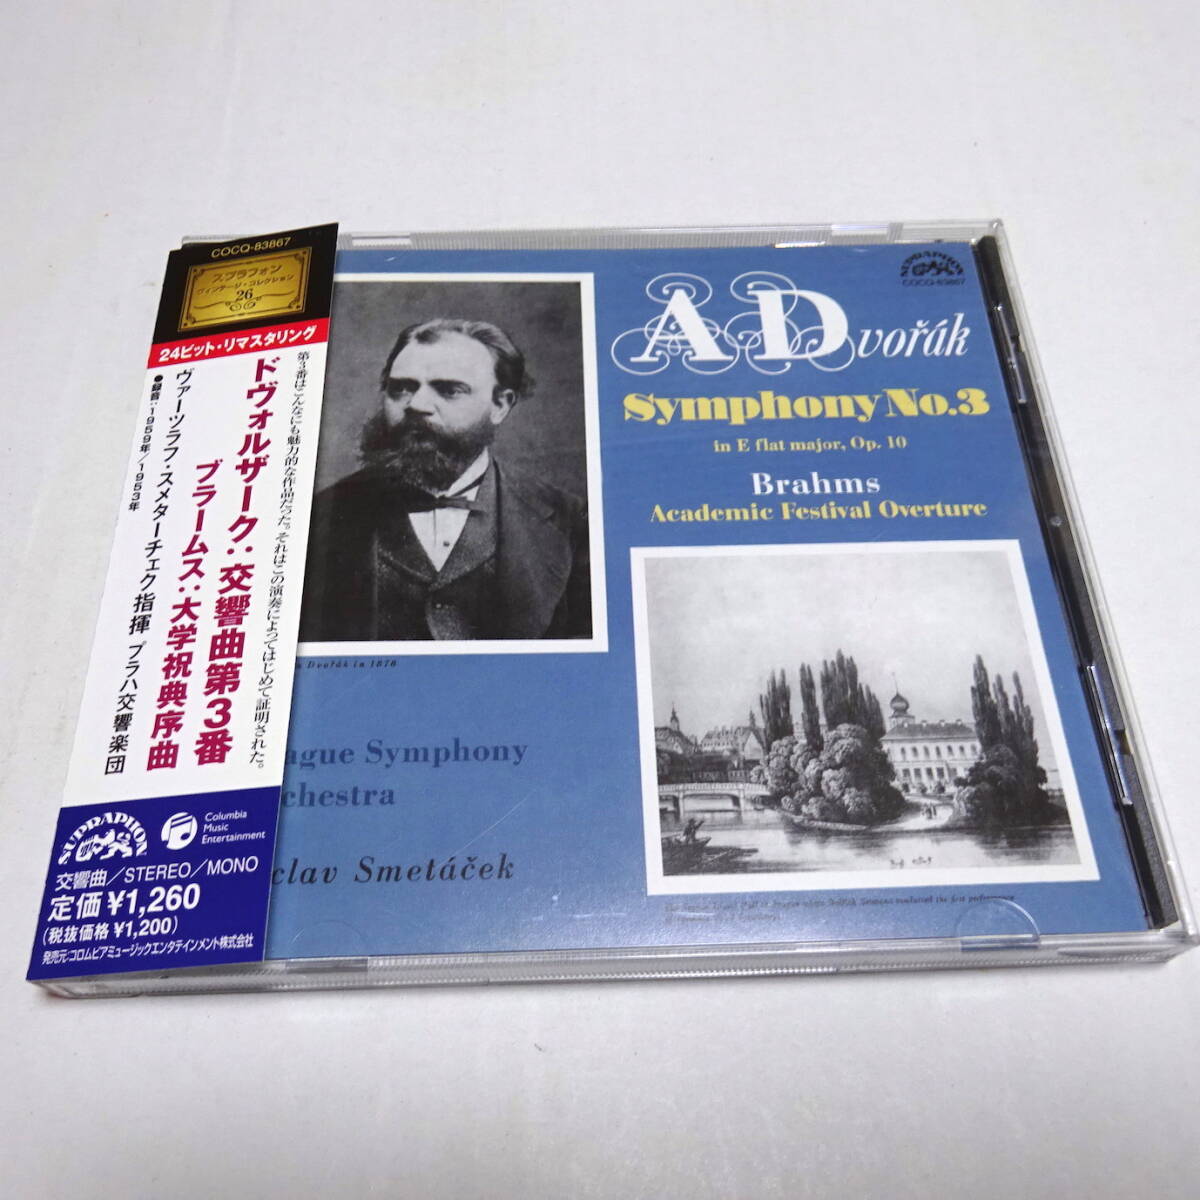 COCQ-83867
スプラフォン
ヴィンテージ・コレクション
26
24ビット・リマスタリング
第3番はこんなにも魅力的な作品だった。それはこの演奏によってはじめて証明された。
ドヴォルザーク:交響曲第3番
ブラームス:大学祝典序曲
ヴァーツラフ・スメターチェク指揮 プラハ交響楽団
●録音:1959年/1953年
SUPRAPHON
Columbia
Music
Entertainment
交響曲/STEREO/MONO
定価¥1,260
(税抜価格¥1,200)
発売元:コロムビアミュージックエンタテインメント株式会社
SUPRAPHON
COCQ-83867
A Dvořák
Symphony No.3
in E flat major, Op. 10
Brahms
Academic Festival Overture
n Dvořák in 1878
ague Symphony
chestra
clav Smetáček
conducted the first performance